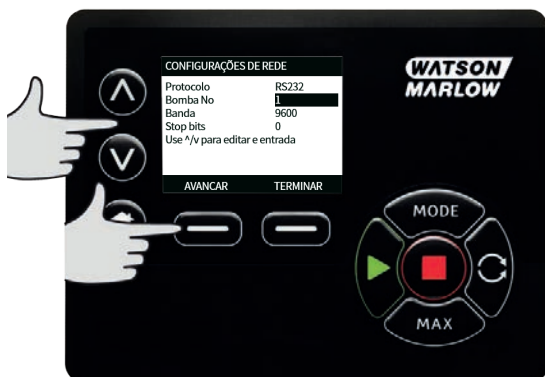 CONFIGURAÇÕES DE REDE
Protocolo RS232
Bomba No 1
Banda 9600
Stop bits 0
Use ^/v para editar e entrada
AVANCAR TERMINAR
WATSON
MARLOW
MODE
MAX